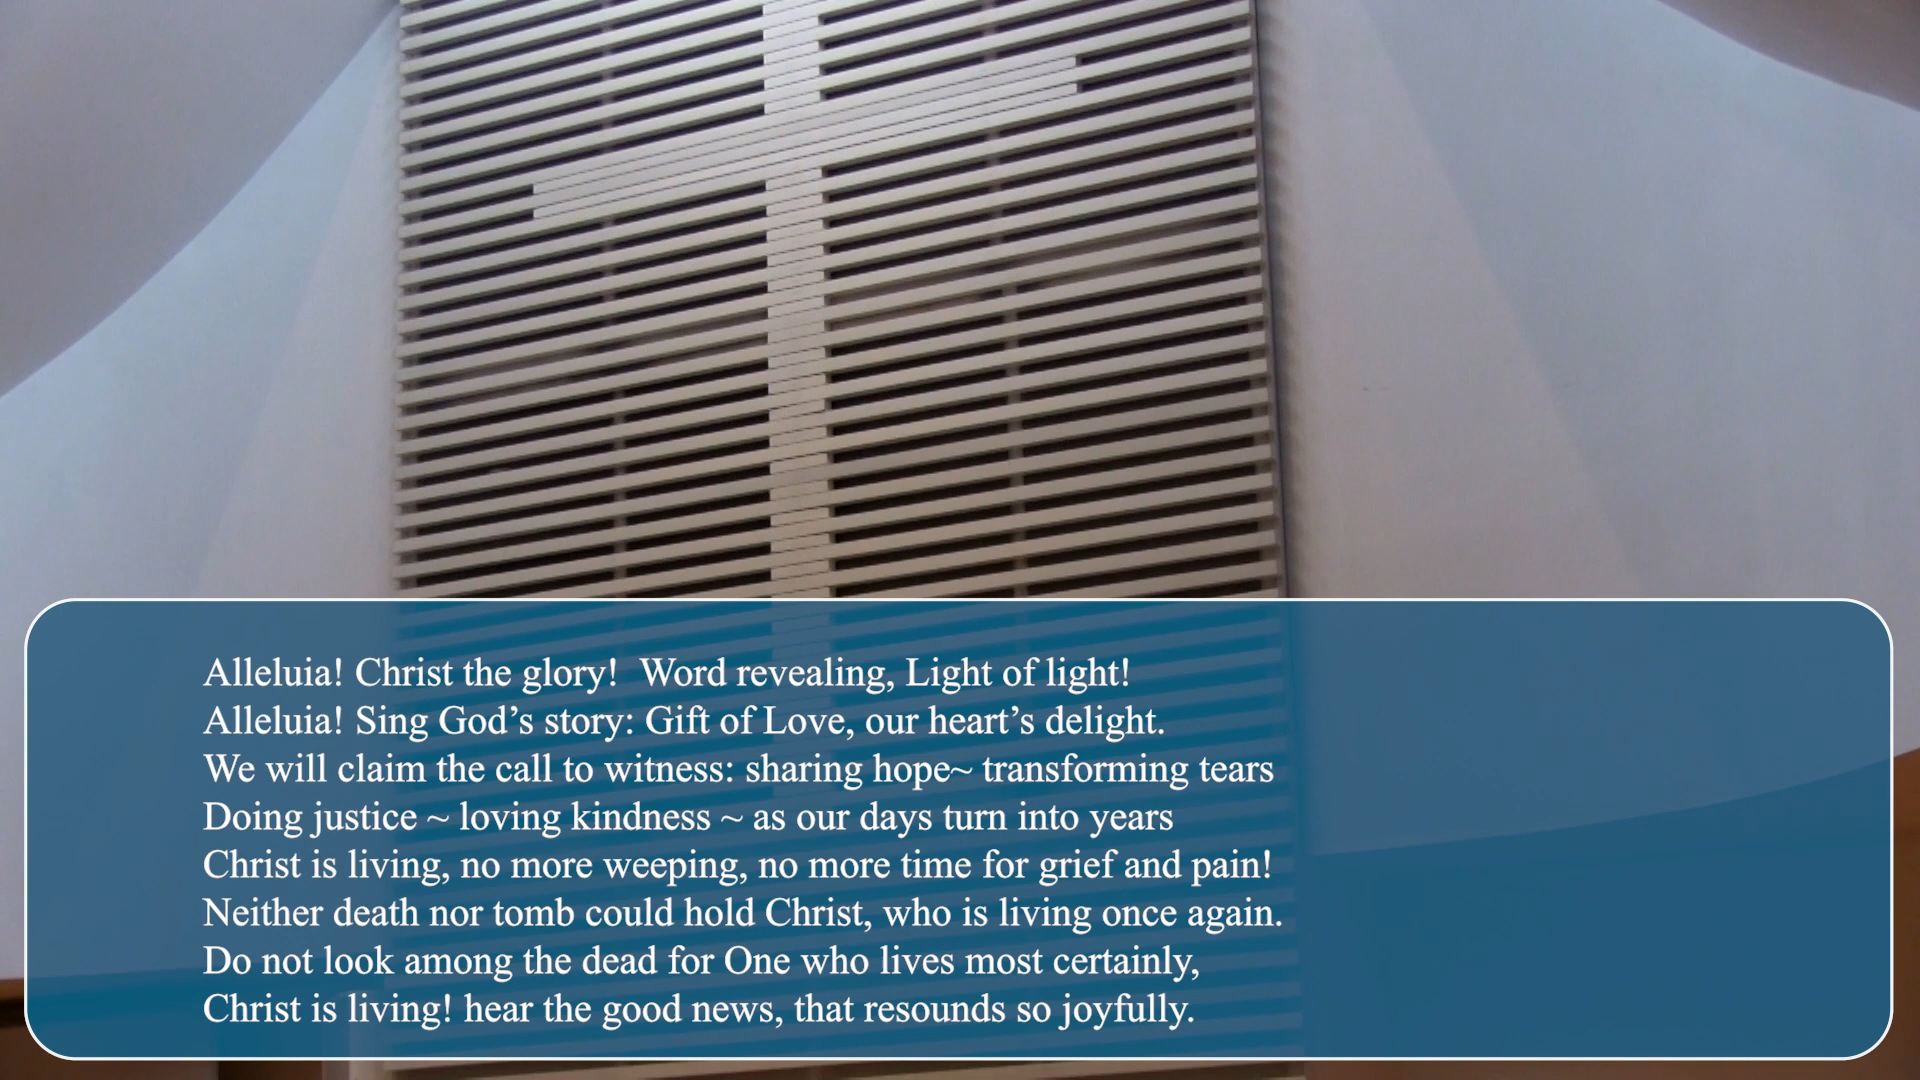 Alleluia! Christ the glory!  Word revealing, Light of light!
Alleluia! Sing God’s story: Gift of Love, our heart’s delight.
We will claim the call to witness: sharing hope~ transforming tears
Doing justice ~ loving kindness ~ as our days turn into years
Christ is living, no more weeping, no more time for grief and pain!
Neither death nor tomb could hold Christ, who is living once again.
Do not look among the dead for One who lives most certainly,
Christ is living! hear the good news, that resounds so joyfully.